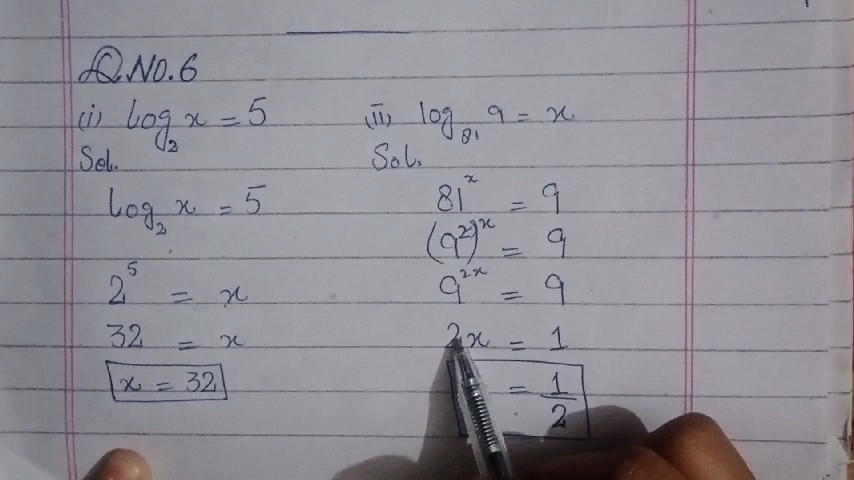 Q.NO.6
(i) log₂ x = 5
Sol.
log₂ x = 5
2⁵ = x
32 = x
x = 32
(ii) log₈₁ 9 = x
Sol.
81ˣ = 9
(9²)ˣ = 9
9²ˣ = 9
2x = 1
= 1/2